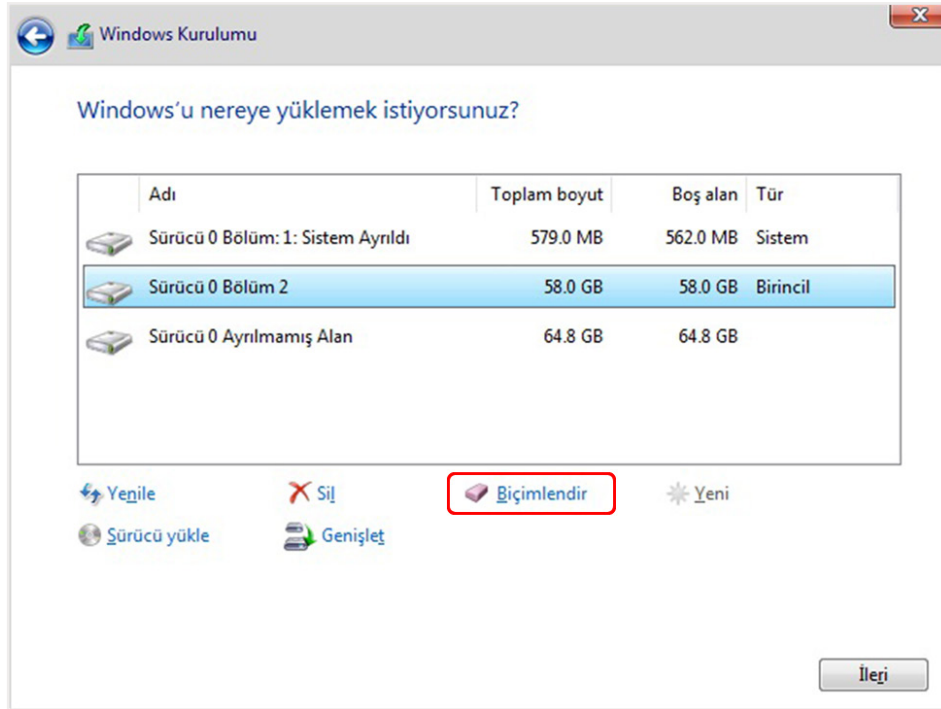 Windows Kurulumu
Windows'u nereye yüklemek istiyorsunuz?
Adı Toplam boyut Boş alan Tür
Sürücü 0 Bölüm: 1: Sistem Ayrıldı 579.0 MB 562.0 MB Sistem
Sürücü 0 Bölüm 2 58.0 GB 58.0 GB Birincil
Sürücü 0 Ayrılmamış Alan 64.8 GB 64.8 GB
Yenile Sil Biçimlendir Yeni
Sürücü yükle Genişlet
İleri